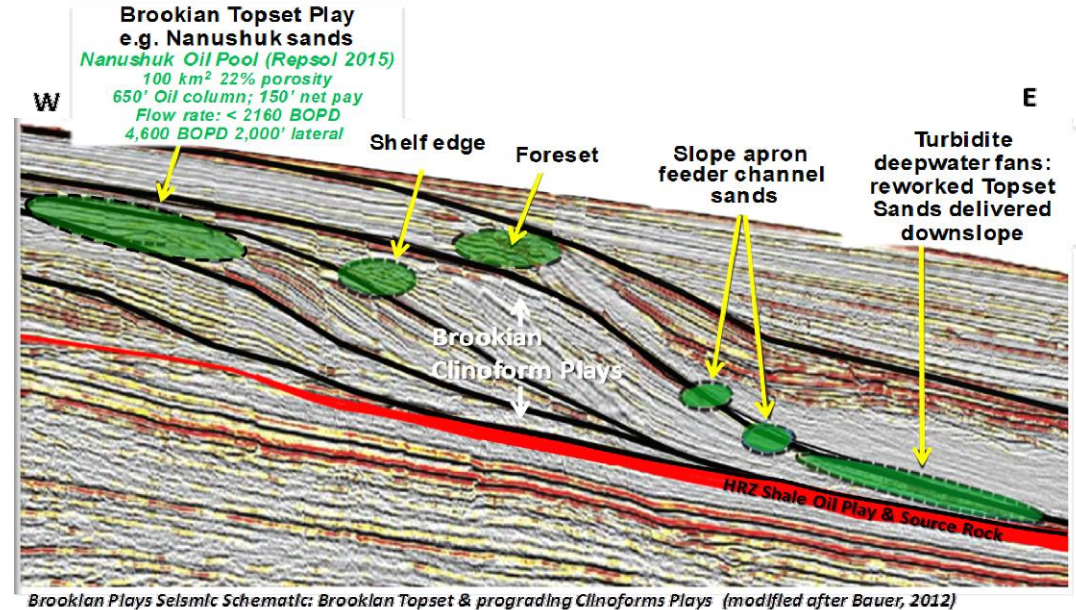 Brookian Topset Play
e.g. Nanushuk sands
Nanushuk Oil Pool (Repsol 2015)
100 km² 22% porosity
650' Oil column; 150' net pay
Flow rate: < 2160 BOPD
4,600 BOPD 2,000' lateral
W
E
Shelf edge
Foreset
Slope apron
feeder channel
sands
Turbidite
deepwater fans:
reworked Topset
Sands delivered
downslope
Brookian
Clinoform Plays
HRZ Shale Oil Play & Source Rock
Brookian Plays Seismic Schematic: Brookian Topset & prograding Clinoforms Plays (modified after Bauer, 2012)